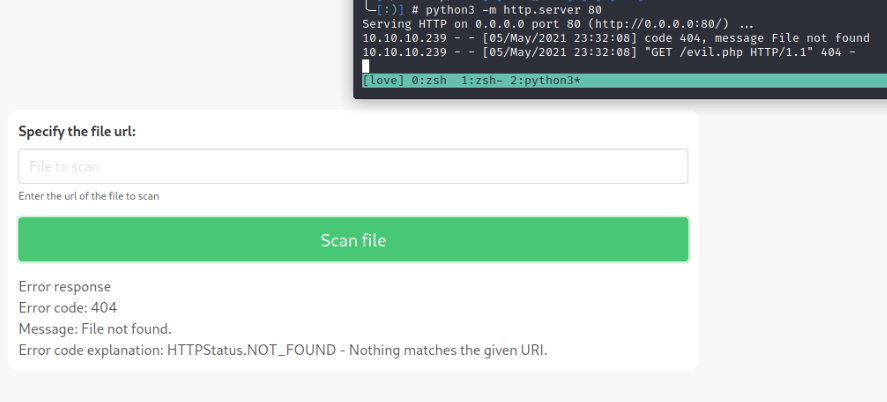 ╰─[:)] # python3 -m http.server 80
Serving HTTP on 0.0.0.0 port 80 (http://0.0.0.0:80/) ...
10.10.10.239 - - [05/May/2021 23:32:08] code 404, message File not found
10.10.10.239 - - [05/May/2021 23:32:08] "GET /evil.php HTTP/1.1" 404 -
[love] 0:zsh  1:zsh- 2:python3*
Specify the file url:
File to scan
Enter the url of the file to scan
Scan file
Error response
Error code: 404
Message: File not found.
Error code explanation: HTTPStatus.NOT_FOUND - Nothing matches the given URI.